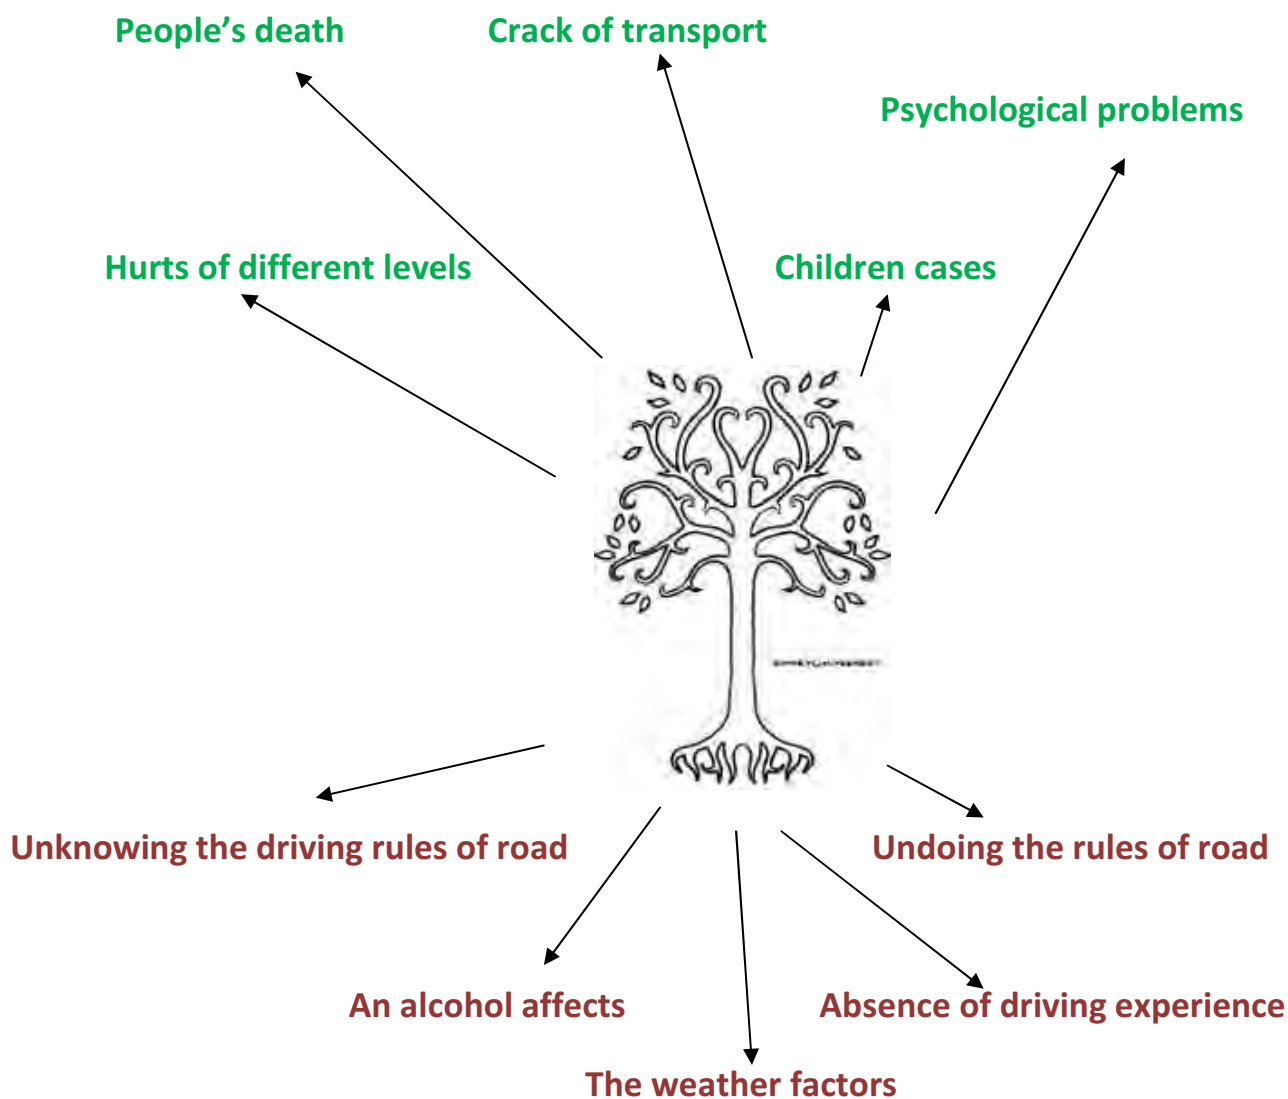 People’s death
Crack of transport
Psychological problems
Hurts of different levels
Children cases
Unknowing the driving rules of road
Undoing the rules of road
An alcohol affects
Absence of driving experience
The weather factors